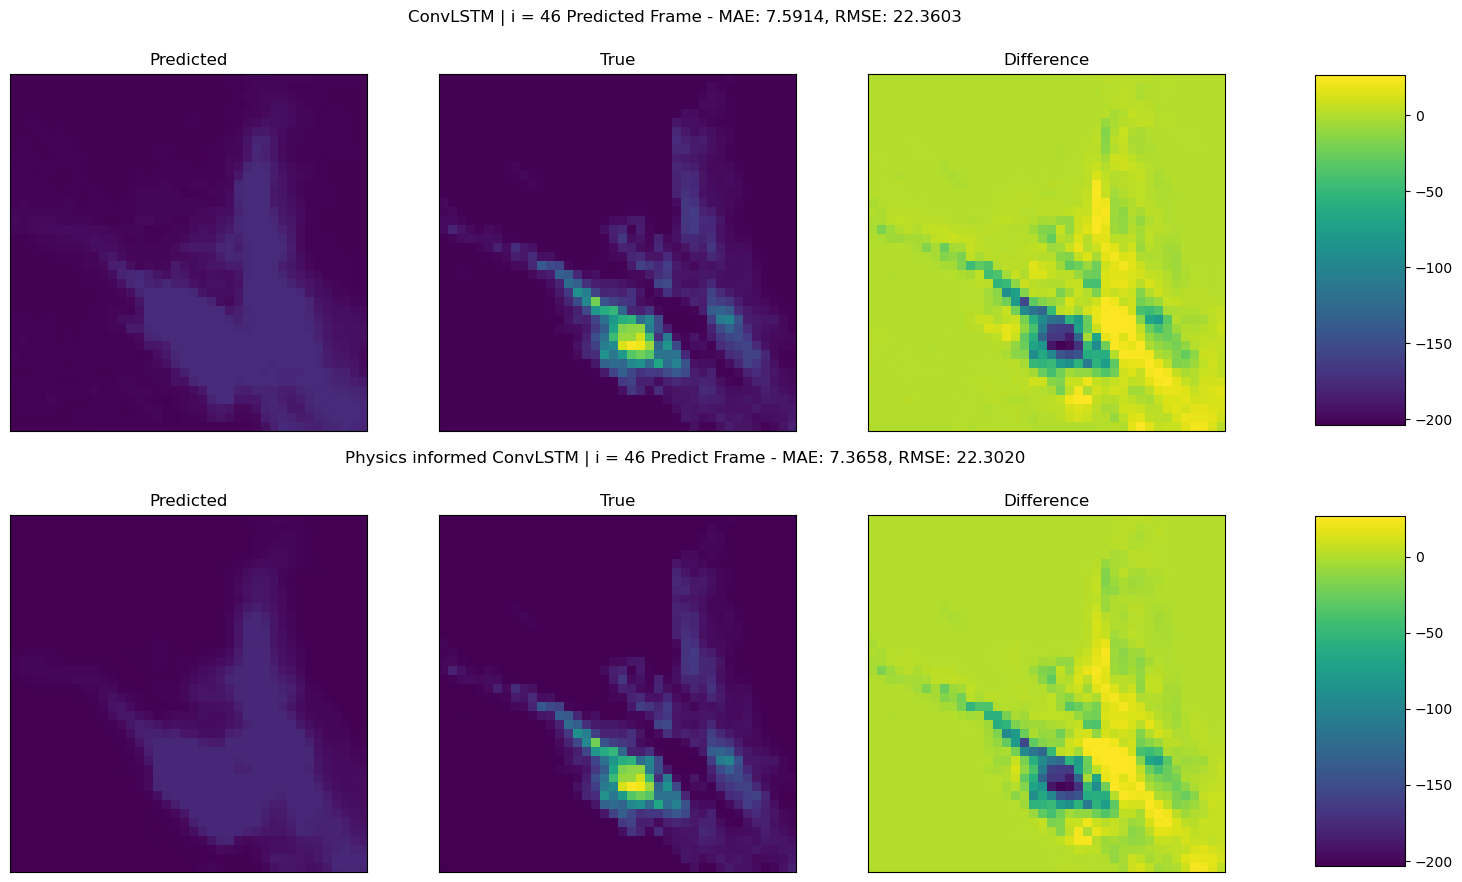 ConvLSTM | i = 46 Predicted Frame - MAE: 7.5914, RMSE: 22.3603
Predicted
True
Difference
0
−50
−100
−150
−200
Physics informed ConvLSTM | i = 46 Predict Frame - MAE: 7.3658, RMSE: 22.3020
Predicted
True
Difference
0
−50
−100
−150
−200